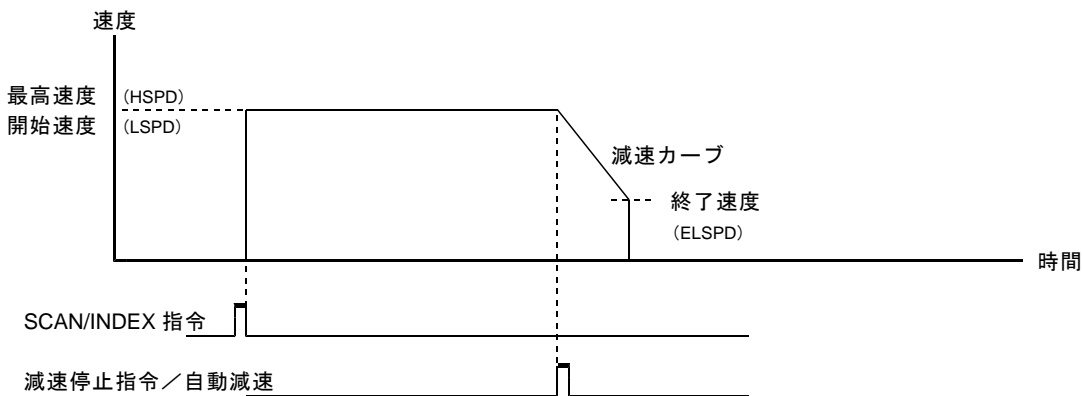 速度
最高速度 （HSPD）
開始速度 （LSPD）
減速カーブ
終了速度
（ELSPD）
時間
SCAN/INDEX 指令
減速停止指令／自動減速